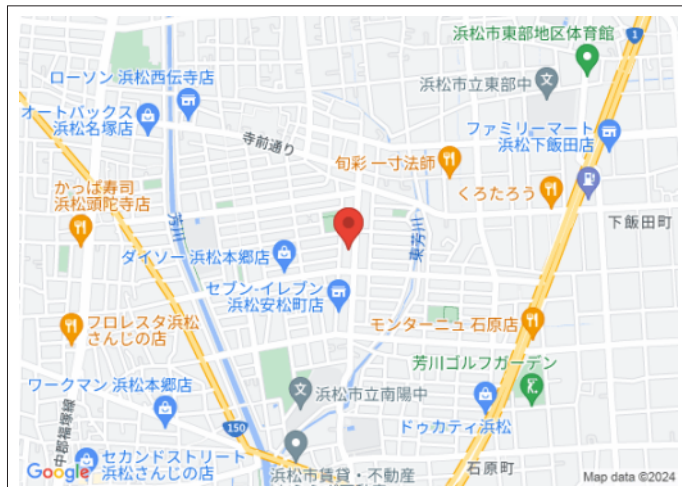 浜松市東部地区体育館
1
ローソン 浜松西伝寺店
浜松市立東部中
オートバックス
浜松名塚店
寺前通り
ファミリーマート
浜松下飯田店
旬彩 一寸法師
かっぱ寿司
浜松頭陀寺店
くろたろう
下飯田町
芳川
東芳川
ダイソー 浜松本郷店
セブン-イレブン
浜松安松町店
フロレスタ浜松
さんじの店
モンターニュ 石原店
芳川ゴルフガーデン
ワークマン 浜松本郷店
浜松市立南陽中
ドゥカティ浜松
中郡福塚線
150
セカンドストリート
浜松さんじの店
浜松市賃貸・不動産
石原町
Google
Map data ©2024